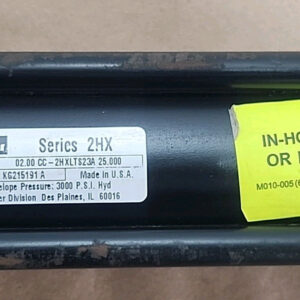 Series 2HX
02.00 CC-2HXLTS23A 25.000
KG215191 A Made in U.S.A.
elope Pressure: 3000 P.S.I. Hyd
er Division Des Plaines, IL 60016
IN-HO
OR
M010-005